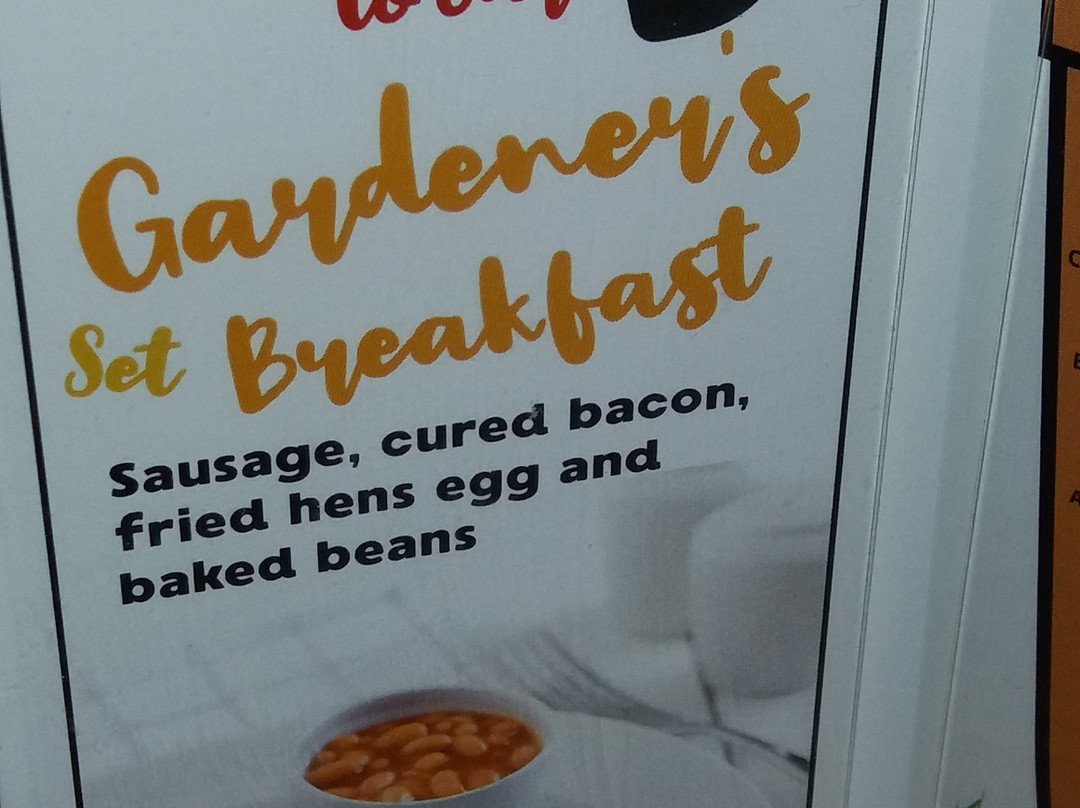 Gardener's
Set Breakfast
Sausage, cured bacon,
fried hens egg and
baked beans